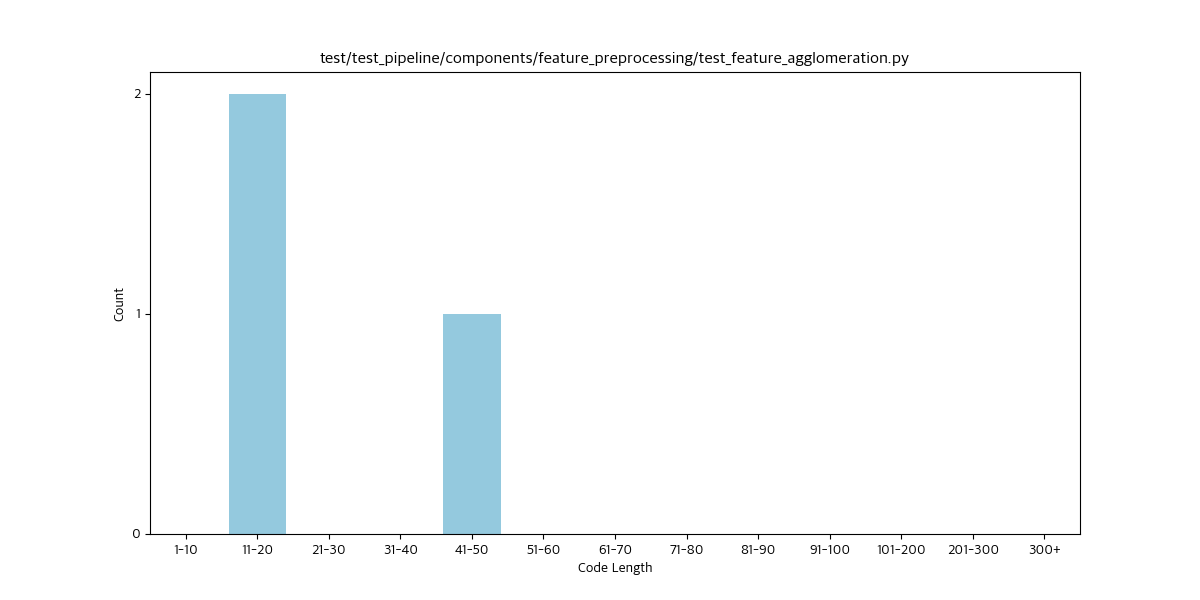 test/test_pipeline/components/feature_preprocessing/test_feature_agglomeration.py
2
1
0
Count
1-10 11-20 21-30 31-40 41-50 51-60 61-70 71-80 81-90 91-100 101-200 201-300 300+
Code Length